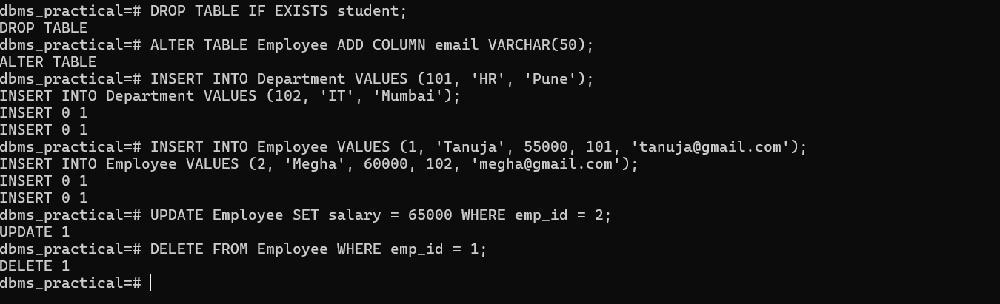 dbms_practical=# DROP TABLE IF EXISTS student;
DROP TABLE
dbms_practical=# ALTER TABLE Employee ADD COLUMN email VARCHAR(50);
ALTER TABLE
dbms_practical=# INSERT INTO Department VALUES (101, 'HR', 'Pune');
INSERT INTO Department VALUES (102, 'IT', 'Mumbai');
INSERT 0 1
INSERT 0 1
dbms_practical=# INSERT INTO Employee VALUES (1, 'Tanuja', 55000, 101, 'tanuja@gmail.com');
INSERT INTO Employee VALUES (2, 'Megha', 60000, 102, 'megha@gmail.com');
INSERT 0 1
INSERT 0 1
dbms_practical=# UPDATE Employee SET salary = 65000 WHERE emp_id = 2;
UPDATE 1
dbms_practical=# DELETE FROM Employee WHERE emp_id = 1;
DELETE 1
dbms_practical=#